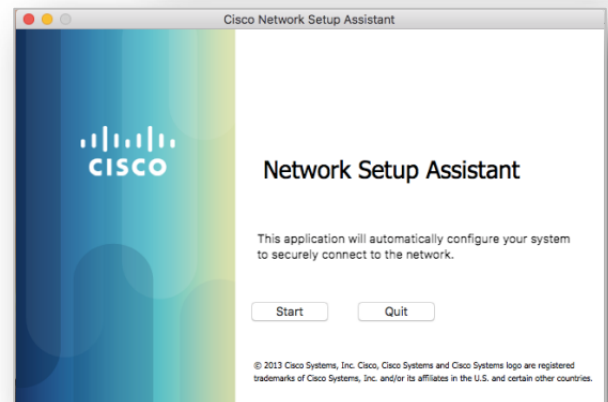 Cisco Network Setup Assistant
CISCO
Network Setup Assistant
This application will automatically configure your system
to securely connect to the network.
Start Quit
© 2013 Cisco Systems, Inc. Cisco, Cisco Systems and Cisco Systems logo are registered
trademarks of Cisco Systems, Inc. and/or its affiliates in the U.S. and certain other countries.